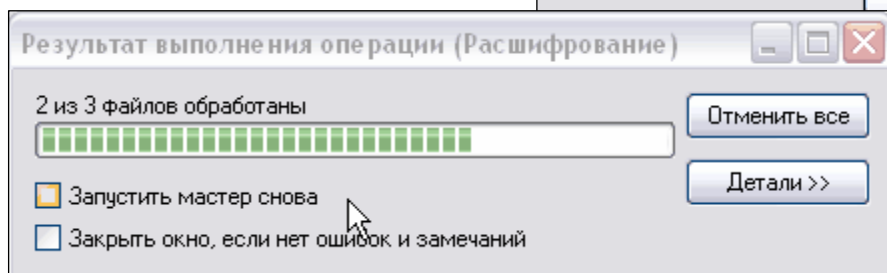 Результат выполнения операции (Расшифрование)
2 из 3 файлов обработаны
Отменить все
Детали >>
Запустить мастер снова
Закрыть окно, если нет ошибок и замечаний